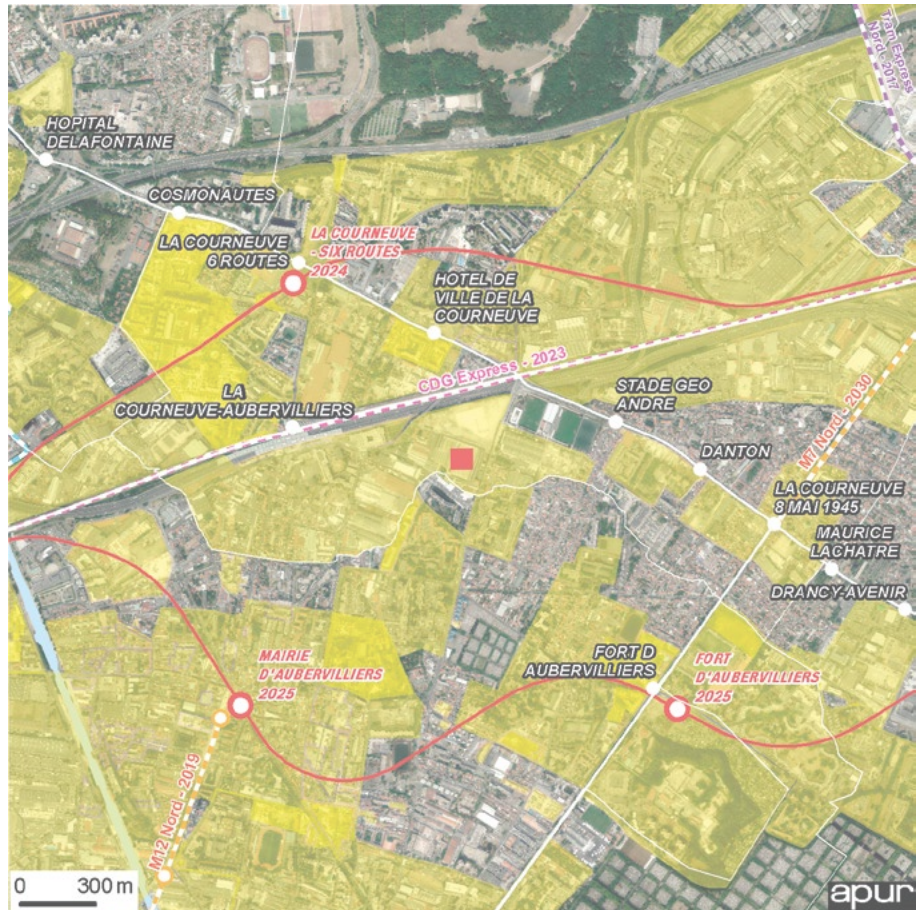 Tram Express
Nord - 2017
HOPITAL
DELAFONTAINE
COSMONAUTES
LA COURNEUVE
6 ROUTES
LA COURNEUVE
-SIX ROUTES
2024
HOTEL DE
VILLE DE LA
COURNEUVE
CDG Express - 2023
LA
COURNEUVE-AUBERVILLIERS
STADE GEO
ANDRE
M7 Nord - 2030
DANTON
LA COURNEUVE
8 MAI 1945
MAURICE
LACHATRE
DRANCY-AVENIR
MAIRIE
D'AUBERVILLIERS
2025
FORT D
AUBERVILLIERS
FORT
D'AUBERVILLIERS
2025
M12 Nord - 2019
0 300 m
apur